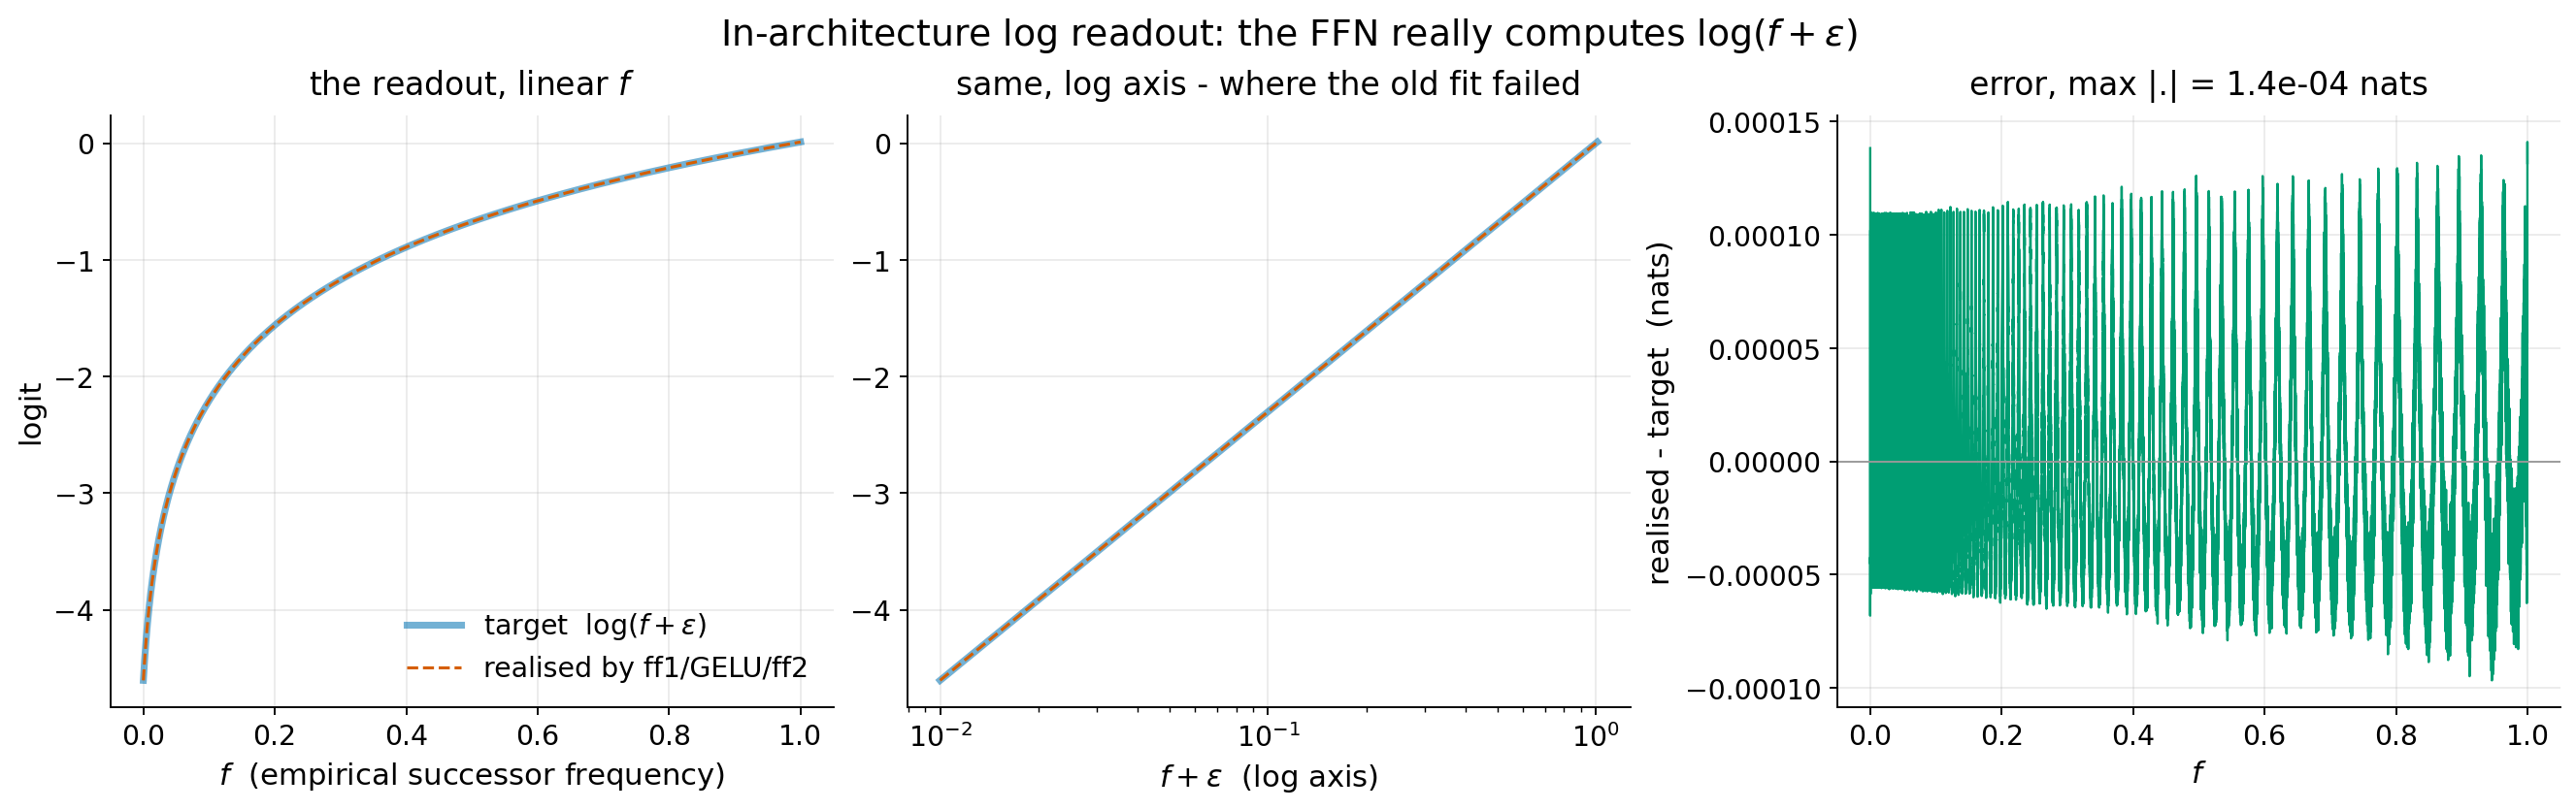 In-architecture log readout: the FFN really computes log(f + ε)
the readout, linear f
logit
0
−1
−2
−3
−4
target log(f + ε)
realised by ff1/GELU/ff2
0.0 0.2 0.4 0.6 0.8 1.0
f (empirical successor frequency)
same, log axis - where the old fit failed
0
−1
−2
−3
−4
10⁻² 10⁻¹ 10⁰
f + ε (log axis)
error, max |.| = 1.4e-04 nats
realised - target (nats)
0.00015
0.00010
0.00005
0.00000
−0.00005
−0.00010
0.0 0.2 0.4 0.6 0.8 1.0
f